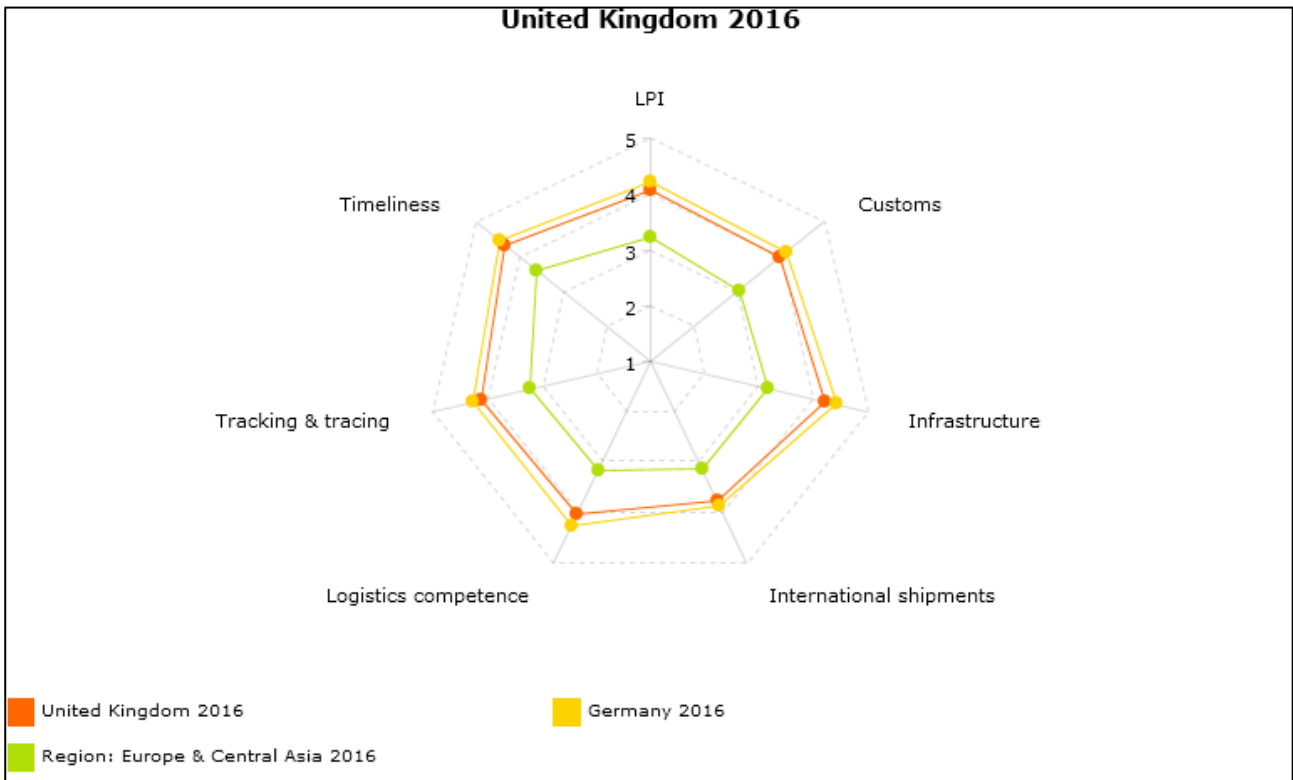 United Kingdom 2016
LPI
5
Timeliness
4
Customs
3
2
1
Tracking & tracing
Infrastructure
Logistics competence
International shipments
United Kingdom 2016
Germany 2016
Region: Europe & Central Asia 2016